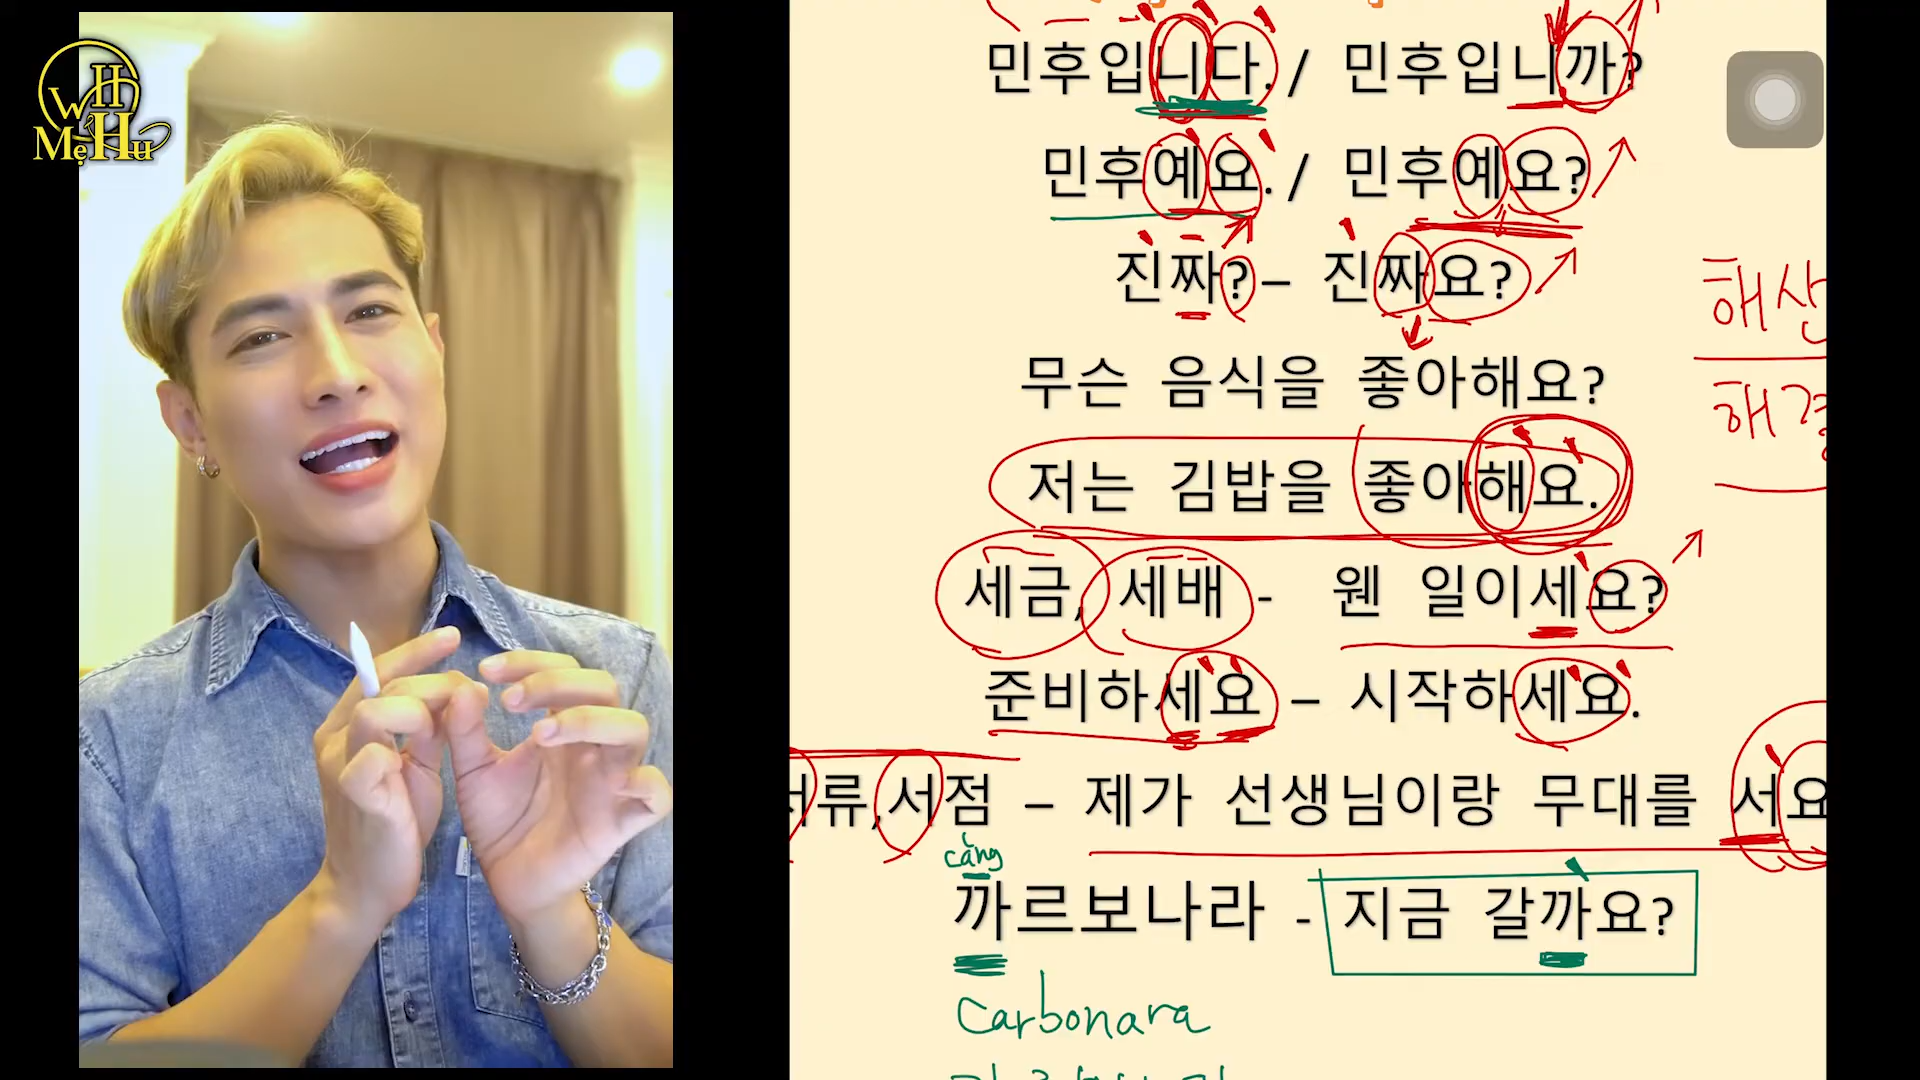 WHH
MẹHu
민후입니다. / 민후입니까?
민후예요. / 민후예요?
진짜? – 진짜요?
해산
무슨 음식을 좋아해요?
해결
저는 김밥을 좋아해요.
세금, 세배 - 웬 일이세요?
준비하세요 – 시작하세요.
서류,서점 – 제가 선생님이랑 무대를 서요
căng
까르보나라 - 지금 갈까요?
Carbonara